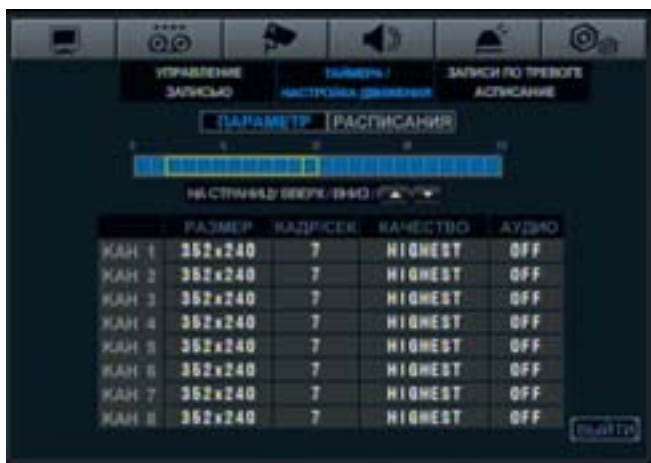 УПРАВЛЕНИЕ ЗАПИСЬЮ
ТАЙМЕРА / НАСТРОЙКА ДВИЖЕНИЯ
ЗАПИСИ ПО ТРЕВОГЕ АСПИСАНИЕ
ПАРАМЕТР РАСПИСАНИЯ
НА СТРАНИЦУ ВВЕРХ / ВНИЗ :
РАЗМЕР КАДР/СЕК КАЧЕСТВО АУДИО
КАН 1 352x240 7 HIGHEST OFF
КАН 2 352x240 7 HIGHEST OFF
КАН 3 352x240 7 HIGHEST OFF
КАН 4 352x240 7 HIGHEST OFF
КАН 5 352x240 7 HIGHEST OFF
КАН 6 352x240 7 HIGHEST OFF
КАН 7 352x240 7 HIGHEST OFF
КАН 8 352x240 7 HIGHEST OFF
ВЫЙТИ